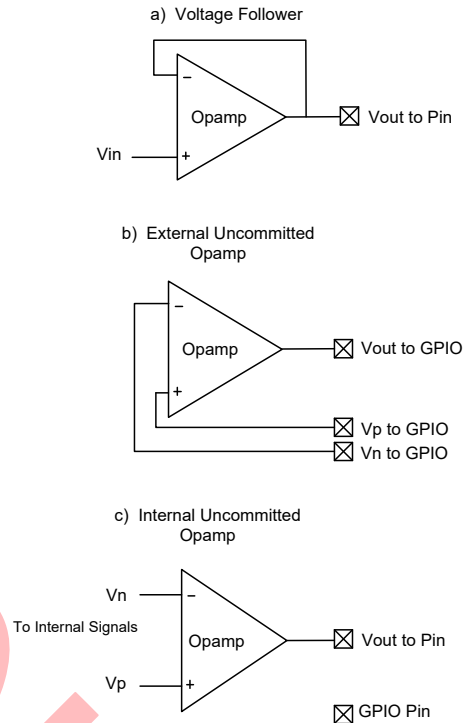 a) Voltage Follower
−
Opamp
Vout to Pin
Vin
+
b) External Uncommitted
Opamp
−
Opamp
Vout to GPIO
+
Vp to GPIO
Vn to GPIO
c) Internal Uncommitted
Opamp
Vn
−
To Internal Signals
Opamp
Vout to Pin
Vp
+
GPIO Pin